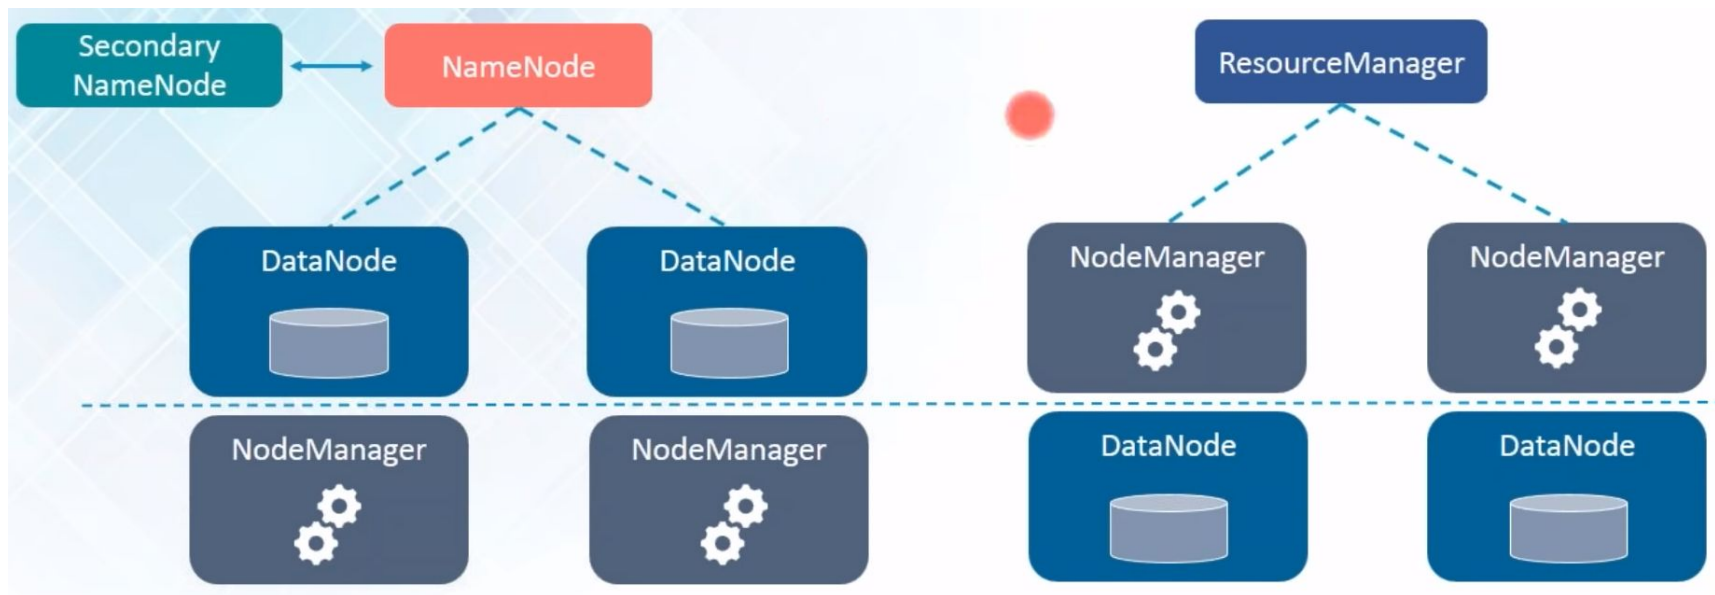 Secondary
NameNode
NameNode
ResourceManager
DataNode
DataNode
NodeManager
NodeManager
NodeManager
NodeManager
DataNode
DataNode